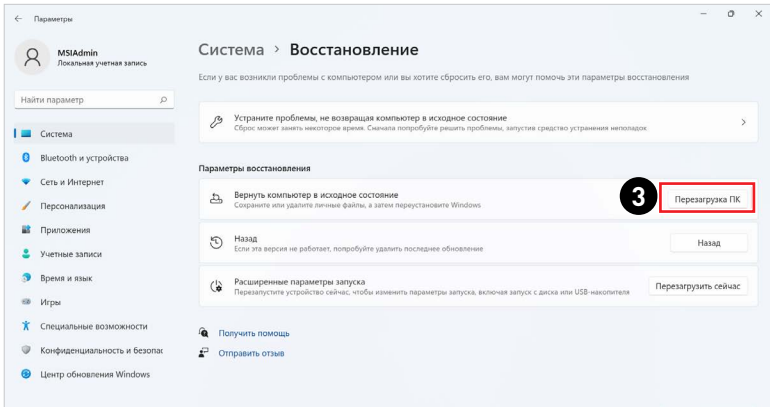 Параметры
MSIAdmin
Локальная учетная запись
Найти параметр
Система
Bluetooth и устройства
Сеть и Интернет
Персонализация
Приложения
Учетные записи
Время и язык
Игры
Специальные возможности
Конфиденциальность и безопас
Центр обновления Windows
Система > Восстановление
Если у вас возникли проблемы с компьютером или вы хотите сбросить его, вам могут помочь эти параметры восстановления
Устраните проблемы, не возвращая компьютер в исходное состояние
Сброс может занять некоторое время. Сначала попробуйте решить проблемы, запустив средство устранения неполадок.
Параметры восстановления
Вернуть компьютер в исходное состояние
Сохраните или удалите личные файлы, а затем переустановите Windows
3
Перезагрузка ПК
Назад
Если эта версия не работает, попробуйте удалить последнее обновление
Назад
Расширенные параметры запуска
Перезапустите устройство сейчас, чтобы изменить параметры запуска, включая запуск с диска или USB-накопителя
Перезагрузить сейчас
Получить помощь
Отправить отзыв